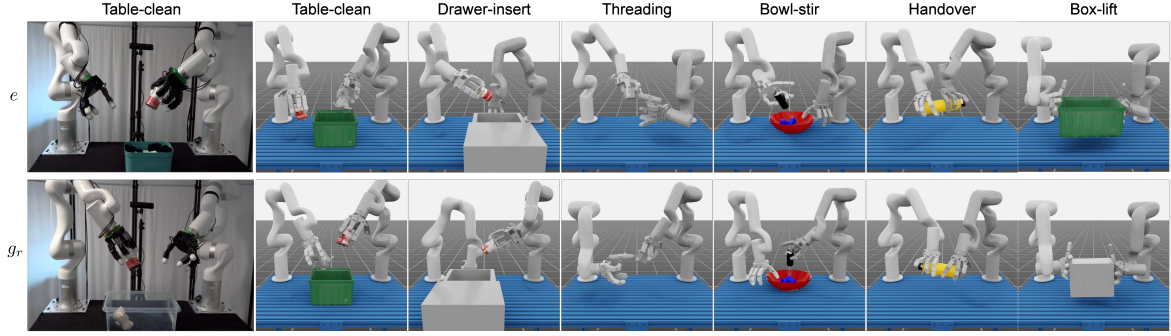 Table-clean Table-clean Drawer-insert Threading Bowl-stir Handover Box-lift
e
g_r